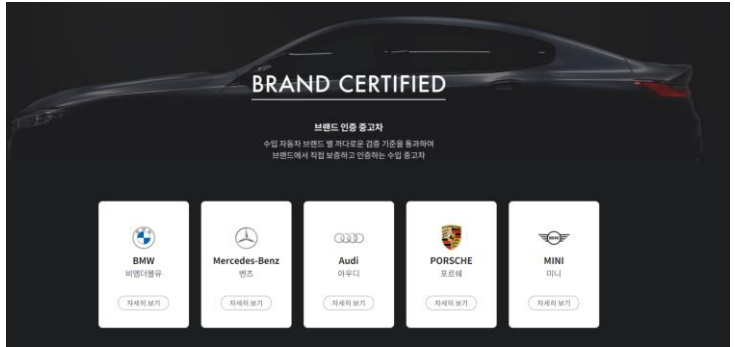 BRAND CERTIFIED
브랜드 인증 중고차
수입 자동차 브랜드 별 까다로운 검증 기준을 통과하여
브랜드에서 직접 보증하고 인증하는 수입 중고차
BMW
비엠더블유
자세히 보기
Mercedes-Benz
벤츠
자세히 보기
Audi
아우디
자세히 보기
PORSCHE
포르쉐
자세히 보기
MINI
MINI
미니
자세히 보기